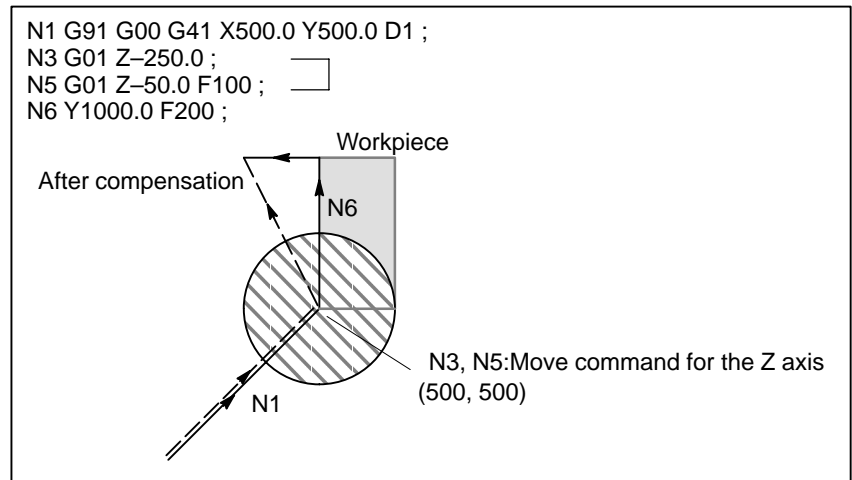 N1 G91 G00 G41 X500.0 Y500.0 D1 ;
N3 G01 Z–250.0 ;
N5 G01 Z–50.0 F100 ;
N6 Y1000.0 F200 ;
Workpiece
After compensation
N6
N3, N5:Move command for the Z axis
(500, 500)
N1